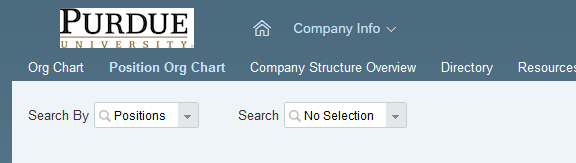 PURDUE
UNIVERSITY
Company Info
Org Chart Position Org Chart Company Structure Overview Directory Resources
Search By Positions Search No Selection